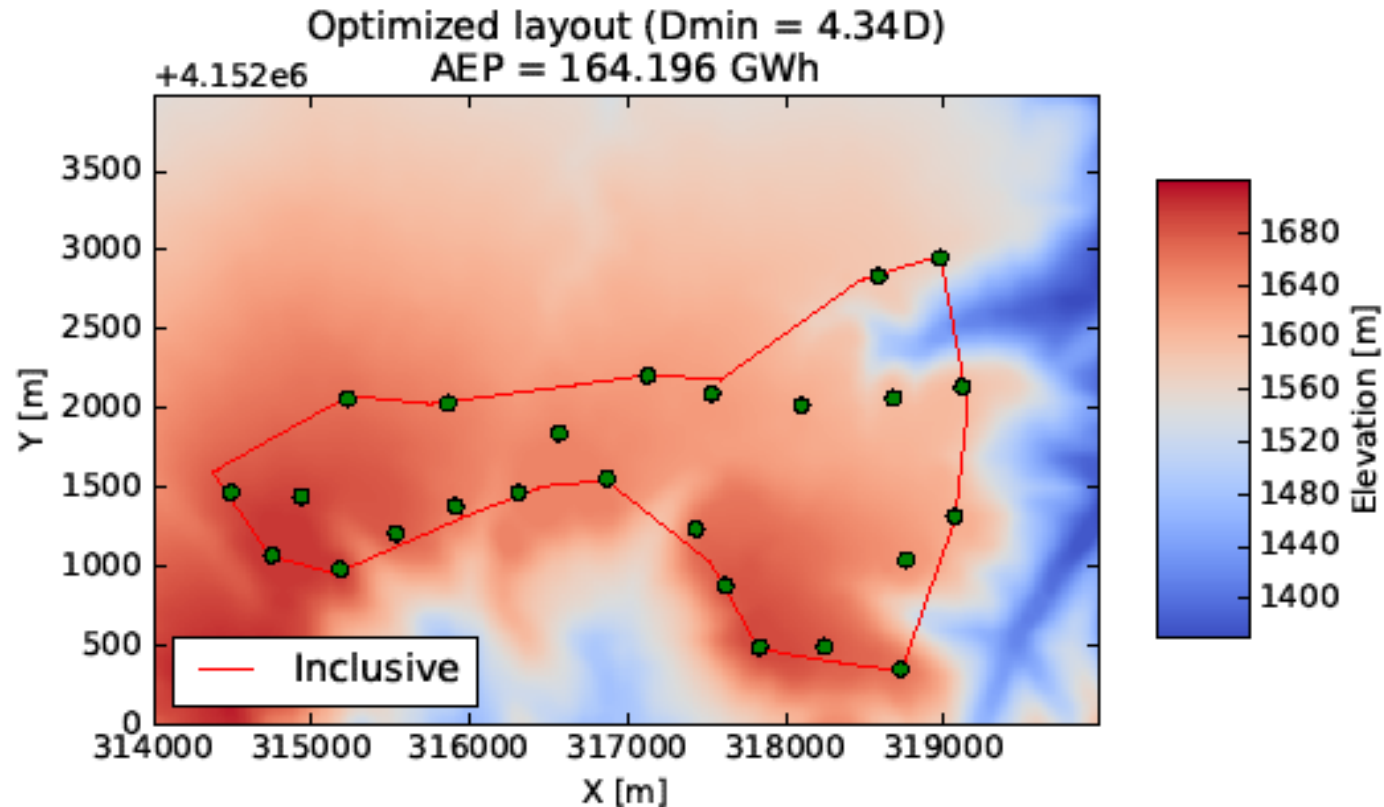 Optimized layout (Dmin = 4.34D)
AEP = 164.196 GWh
+4.152e6
3500
3000
2500
2000
1500
1000
500
0
Y [m]
Inclusive
314000 315000 316000 317000 318000 319000
X [m]
1680
1640
1600
1560
1520
1480
1440
1400
Elevation [m]